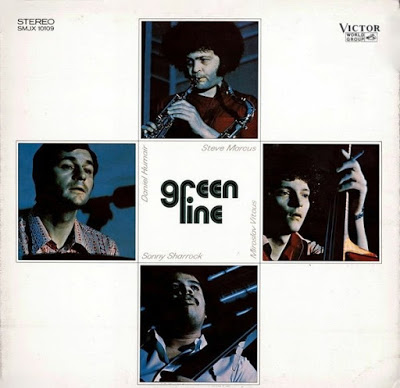 STEREO
SMJX 10109
VICTOR
WORLD
GROUP
Steve Marcus
Daniel Humair
green
line
Miroslav Vitous
Sonny Sharrock